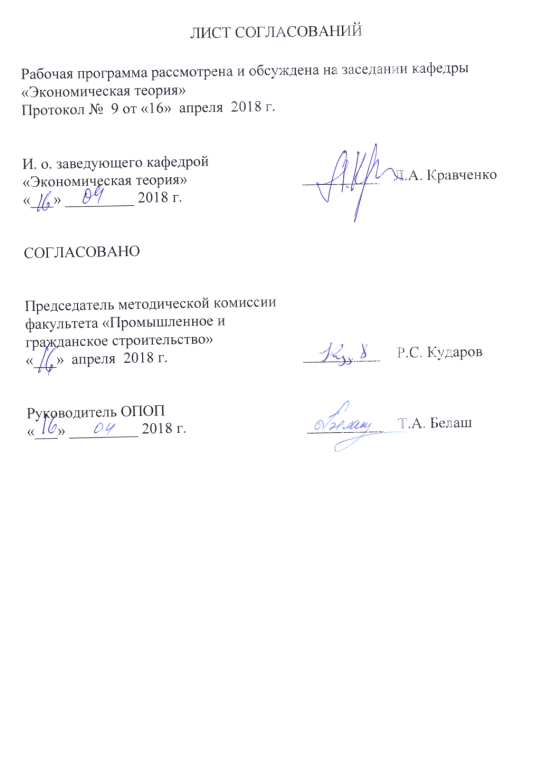 ЛИСТ СОГЛАСОВАНИЙ
Рабочая программа рассмотрена и обсуждена на заседании кафедры
«Экономическая теория»
Протокол № 9 от «16» апреля 2018 г.
И. о. заведующего кафедрой
«Экономическая теория» Л.А. Кравченко
«16» 04 2018 г.
СОГЛАСОВАНО
Председатель методической комиссии
факультета «Промышленное и
гражданское строительство»
«16» апреля 2018 г. Р.С. Кударов
Руководитель ОПОП
«16» 04 2018 г. Т.А. Белаш